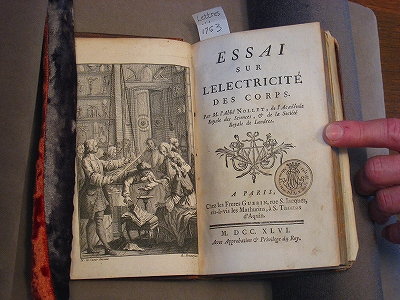 Lettres
1753
ESSAI
SUR
L'ELECTRICITÉ
DES CORPS.
Par M. l'Abbé NOLLET, de l'Académie
Royale des Sciences, & de la Société
Royale de Londres.
A PARIS,
Chez les Freres GUERIN, rue S. Jacques,
vis-à-vis les Mathurins, à S. Thomas
d'Aquin.
M. DCC. XLVI.
Avec Approbation & Privilege du Roy.